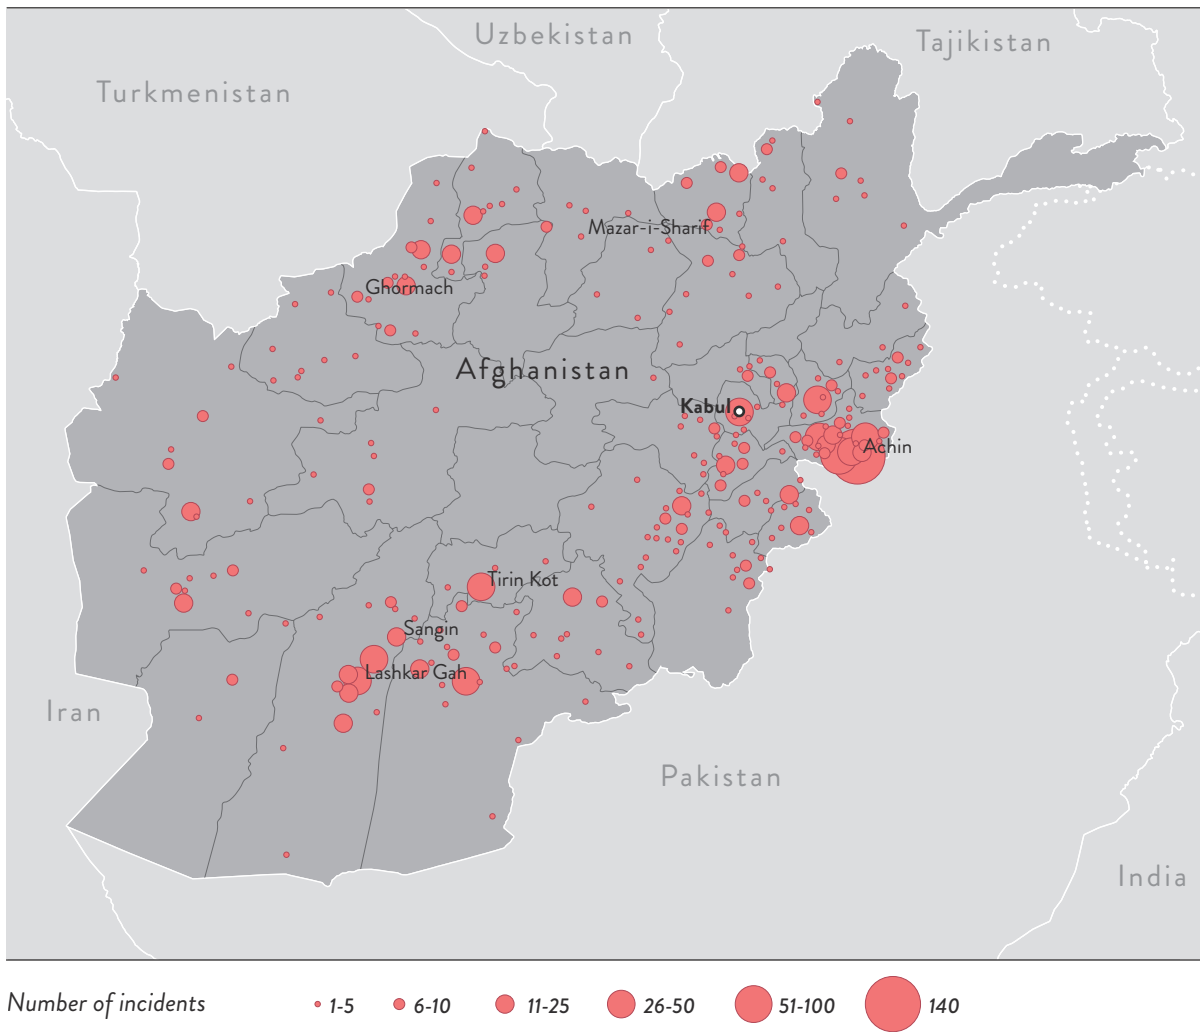 Uzbekistan
Tajikistan
Turkmenistan
Mazar-i-Sharif
Ghormach
Afghanistan
Kabul
Achin
Tirin Kot
Sangin
Lashkar Gah
Iran
Pakistan
India
Number of incidents 1-5 6-10 11-25 26-50 51-100 140